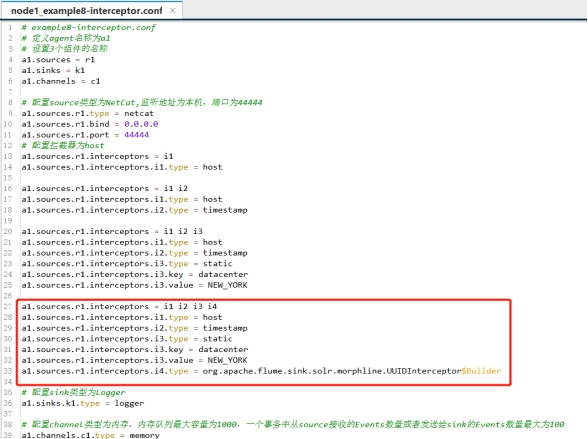 node1_example8-interceptor.conf ×
1 # example8-interceptor.conf
2 # 定义agent名称为a1
3 # 设置3个组件的名称
4 a1.sources = r1
5 a1.sinks = k1
6 a1.channels = c1
7
8 # 配置source类型为NetCat,监听地址为本机，端口为44444
9 a1.sources.r1.type = netcat
10 a1.sources.r1.bind = 0.0.0.0
11 a1.sources.r1.port = 44444
12 # 配置拦截器为host
13 a1.sources.r1.interceptors = i1
14 a1.sources.r1.interceptors.i1.type = host
15
16 a1.sources.r1.interceptors = i1 i2
17 a1.sources.r1.interceptors.i1.type = host
18 a1.sources.r1.interceptors.i2.type = timestamp
19
20 a1.sources.r1.interceptors = i1 i2 i3
21 a1.sources.r1.interceptors.i1.type = host
22 a1.sources.r1.interceptors.i2.type = timestamp
23 a1.sources.r1.interceptors.i3.type = static
24 a1.sources.r1.interceptors.i3.key = datacenter
25 a1.sources.r1.interceptors.i3.value = NEW_YORK
26
27 a1.sources.r1.interceptors = i1 i2 i3 i4
28 a1.sources.r1.interceptors.i1.type = host
29 a1.sources.r1.interceptors.i2.type = timestamp
30 a1.sources.r1.interceptors.i3.type = static
31 a1.sources.r1.interceptors.i3.key = datacenter
32 a1.sources.r1.interceptors.i3.value = NEW_YORK
33 a1.sources.r1.interceptors.i4.type = org.apache.flume.sink.solr.morphline.UUIDInterceptor$Builder
34
35 # 配置sink类型为Logger
36 a1.sinks.k1.type = logger
37
38 # 配置channel类型为内存，内存队列最大容量为1000，一个事务中从source接收的Events数量或者发送给sink的Events数量最大为100
39 a1.channels.c1.type = memory